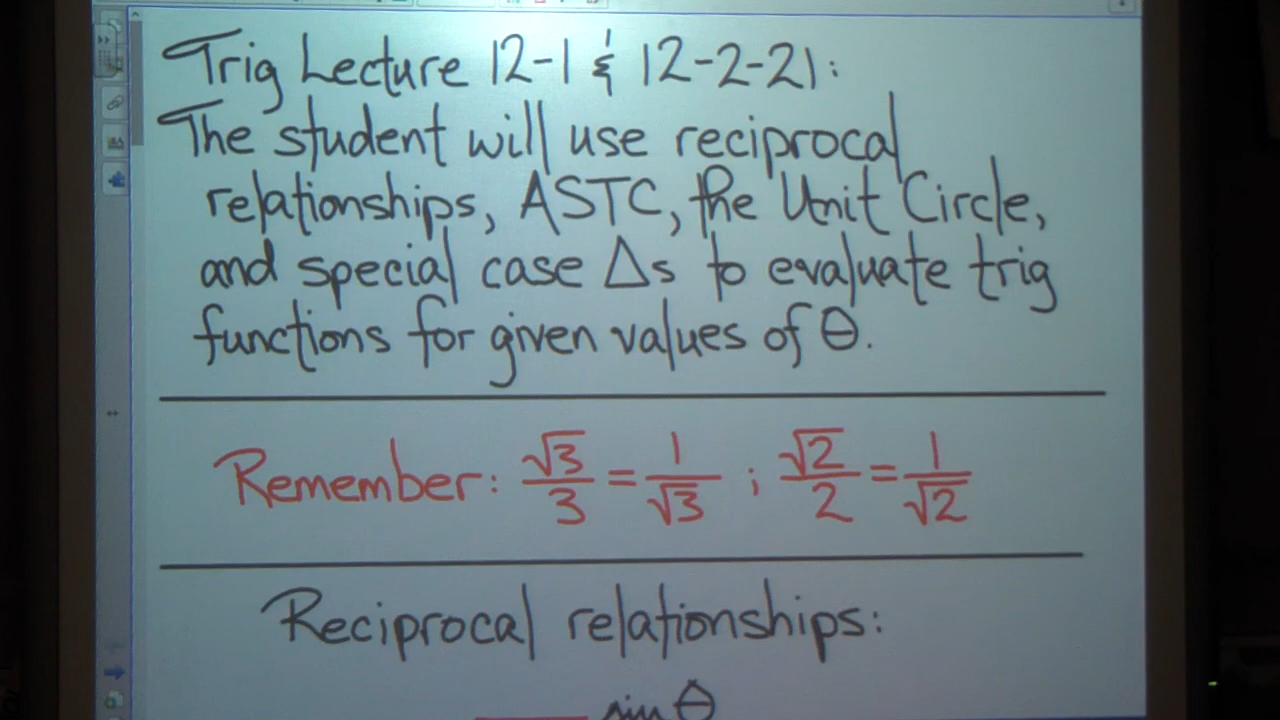 Trig Lecture 12-1 & 12-2-21:
The student will use reciprocal
relationships, ASTC, the Unit Circle,
and special case Δs to evaluate trig
functions for given values of θ.
Remember: √3/3 = 1/√3 ; √2/2 = 1/√2
Reciprocal relationships:
sin θ